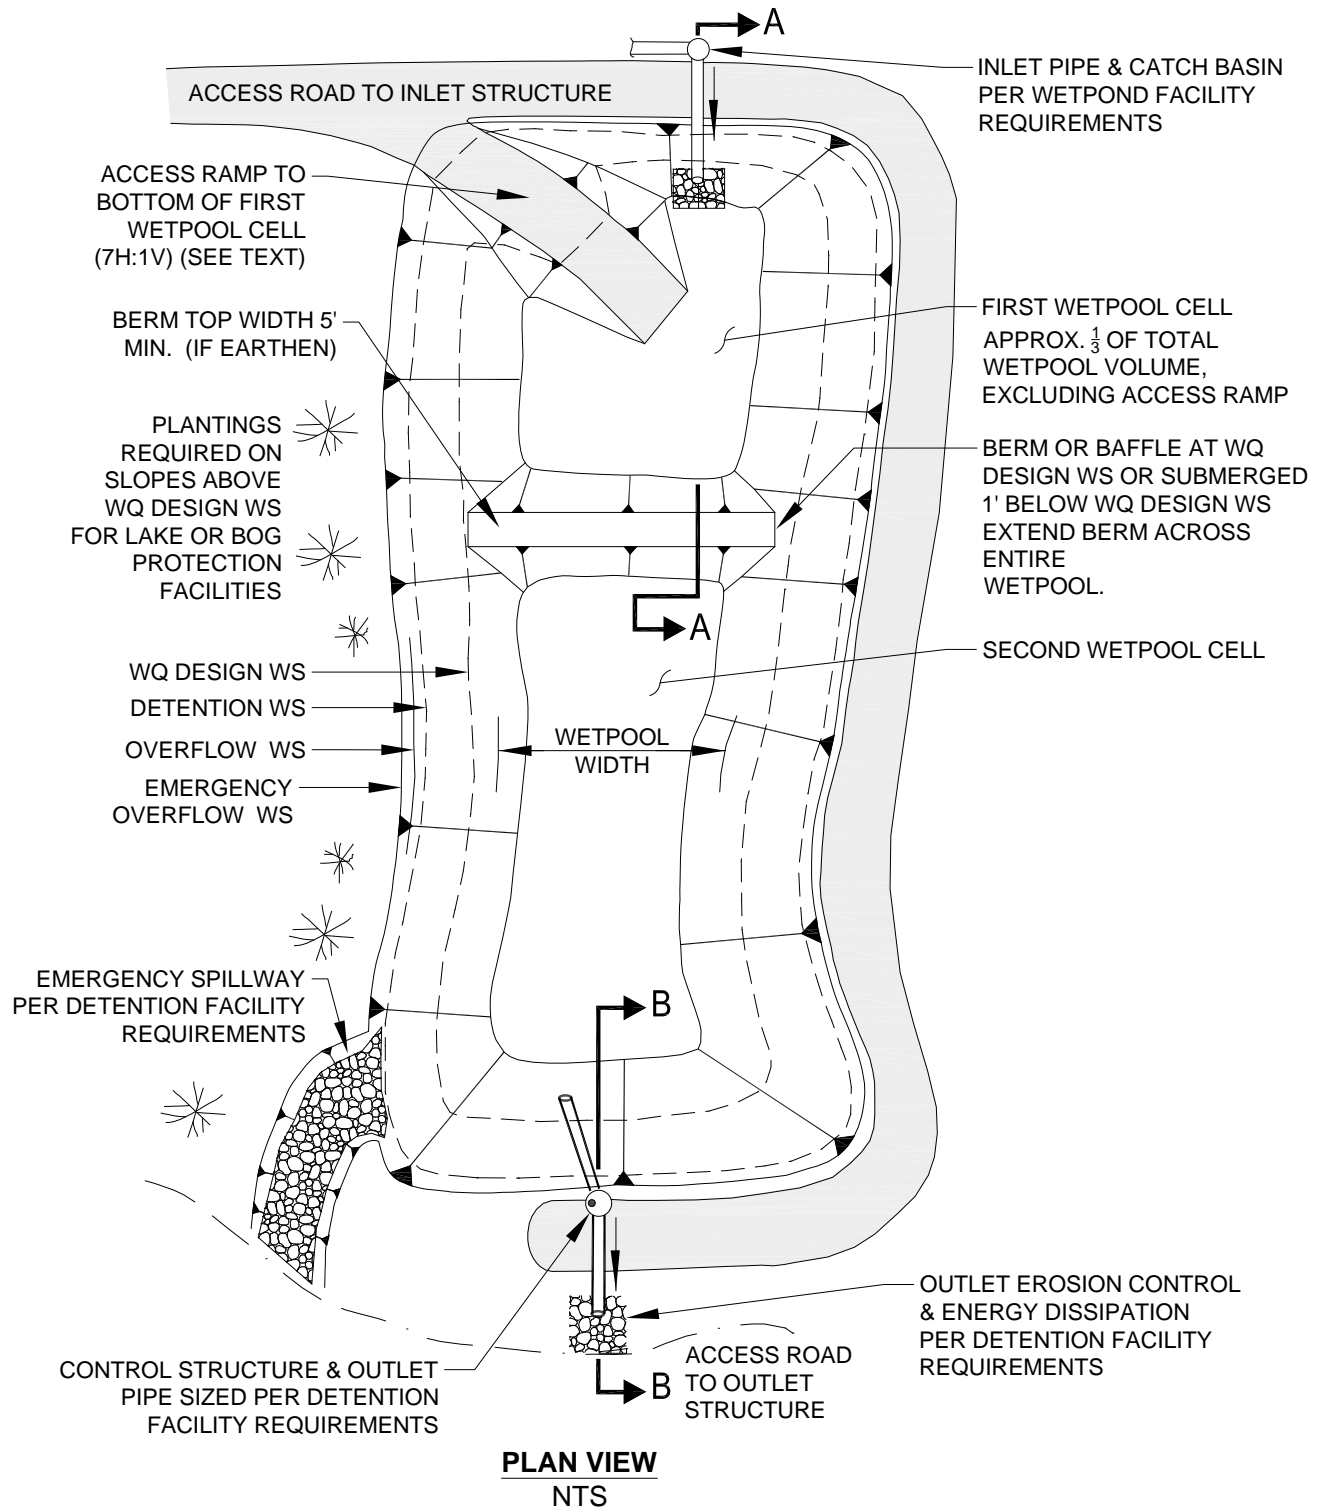 A
INLET PIPE & CATCH BASIN
PER WETPOND FACILITY
REQUIREMENTS
ACCESS ROAD TO INLET STRUCTURE
ACCESS RAMP TO
BOTTOM OF FIRST
WETPOOL CELL
(7H:1V) (SEE TEXT)
BERM TOP WIDTH 5'
MIN. (IF EARTHEN)
FIRST WETPOOL CELL
APPROX. 1/3 OF TOTAL
WETPOOL VOLUME,
EXCLUDING ACCESS RAMP
PLANTINGS
REQUIRED ON
SLOPES ABOVE
WQ DESIGN WS
FOR LAKE OR BOG
PROTECTION
FACILITIES
BERM OR BAFFLE AT WQ
DESIGN WS OR SUBMERGED
1' BELOW WQ DESIGN WS
EXTEND BERM ACROSS
ENTIRE
WETPOOL.
A
SECOND WETPOOL CELL
WQ DESIGN WS
DETENTION WS
OVERFLOW WS
EMERGENCY
OVERFLOW WS
WETPOOL
WIDTH
EMERGENCY SPILLWAY
PER DETENTION FACILITY
REQUIREMENTS
B
OUTLET EROSION CONTROL
& ENERGY DISSIPATION
PER DETENTION FACILITY
REQUIREMENTS
CONTROL STRUCTURE & OUTLET
PIPE SIZED PER DETENTION
FACILITY REQUIREMENTS
B
ACCESS ROAD
TO OUTLET
STRUCTURE
PLAN VIEW
NTS